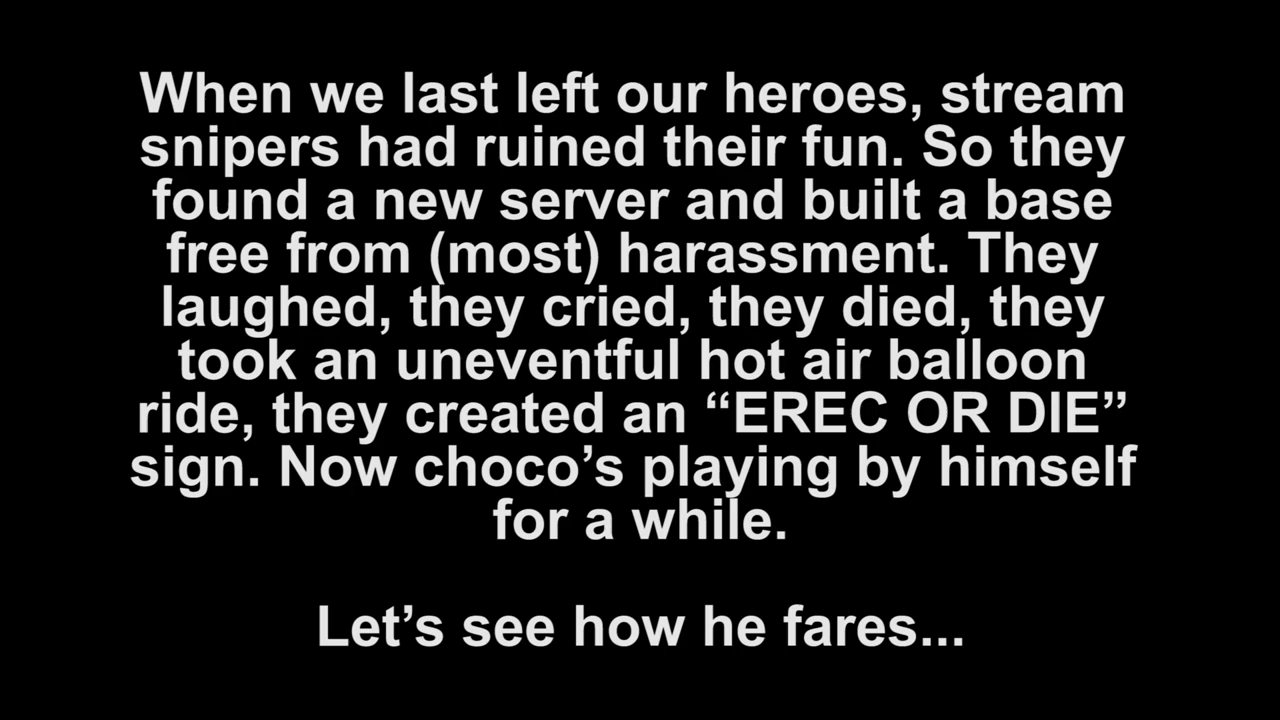 When we last left our heroes, stream
snipers had ruined their fun. So they
found a new server and built a base
free from (most) harassment. They
laughed, they cried, they died, they
took an uneventful hot air balloon
ride, they created an “EREC OR DIE”
sign. Now choco’s playing by himself
for a while.
Let’s see how he fares...